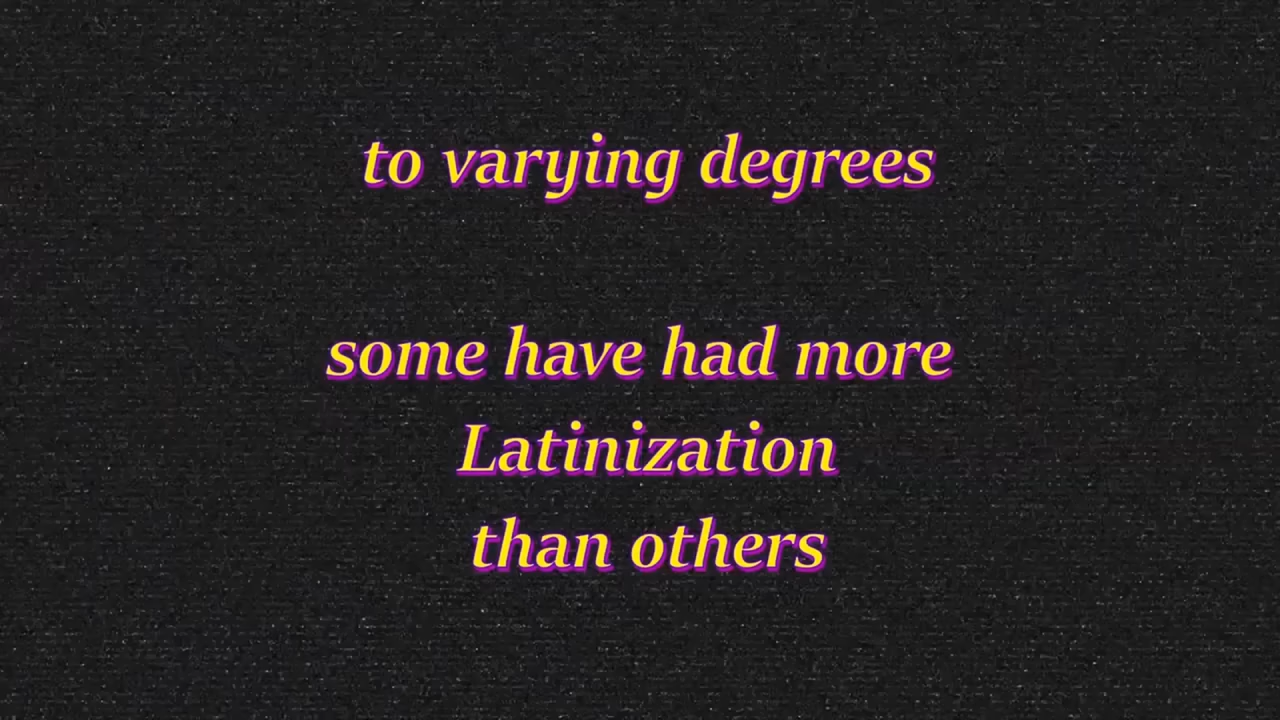 to varying degrees
some have had more
Latinization
than others